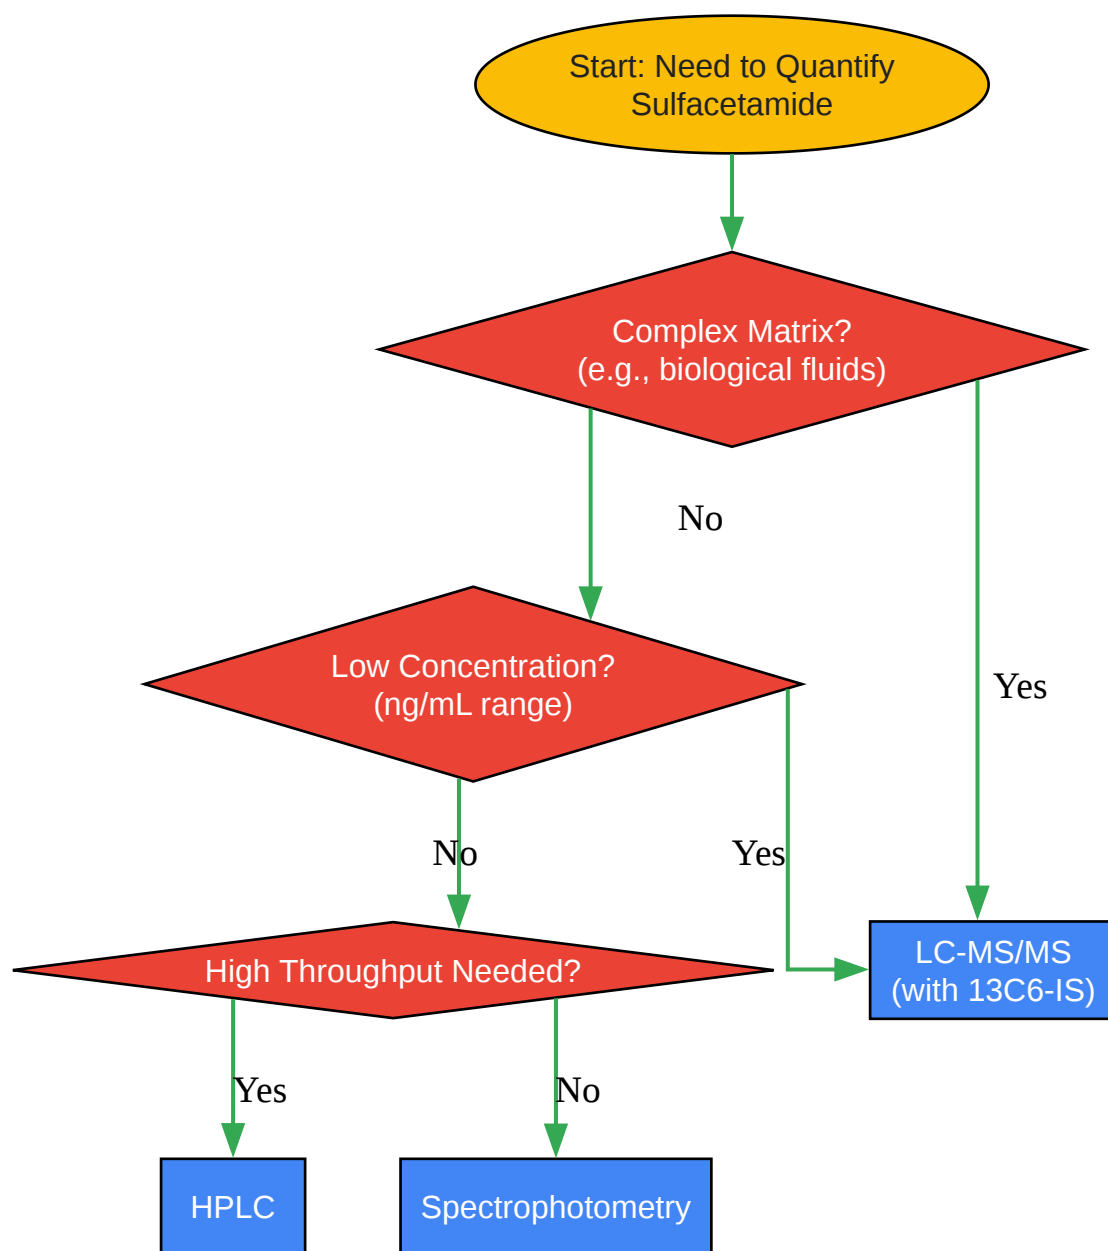 Start: Need to Quantify
Sulfacetamide
Complex Matrix?
(e.g., biological fluids)
No
Low Concentration?
(ng/mL range)
Yes
No
Yes
High Throughput Needed?
LC-MS/MS
(with 13C6-IS)
Yes
No
HPLC
Spectrophotometry